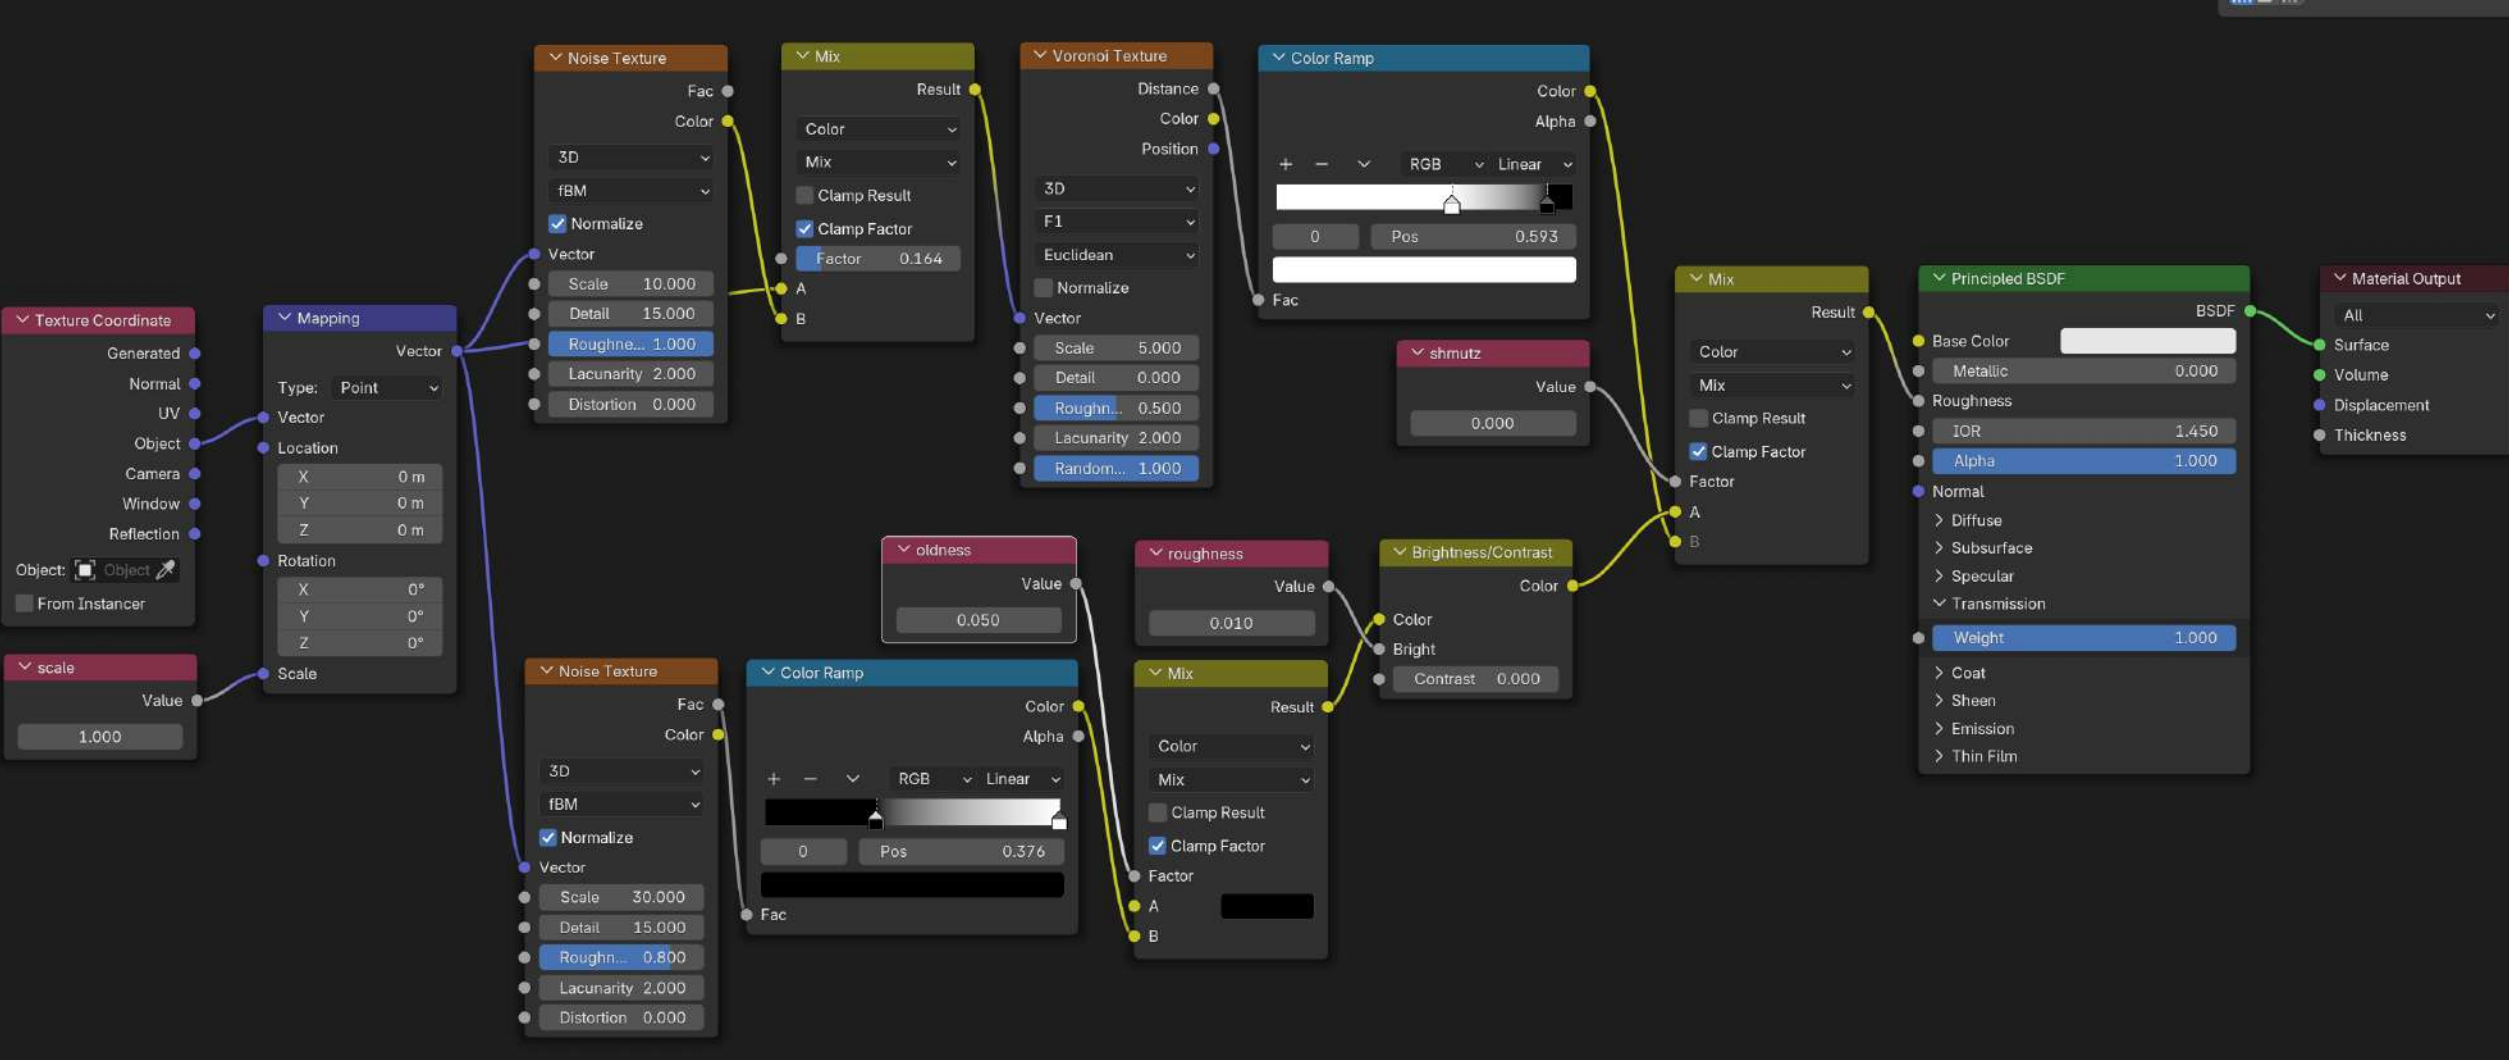 Texture Coordinate
Generated
Normal
UV
Object
Camera
Window
Reflection
Object: Object
From Instancer
scale
Value
1.000
Mapping
Vector
Type: Point
Vector
Location
X 0 m
Y 0 m
Z 0 m
Rotation
X 0°
Y 0°
Z 0°
Scale
Noise Texture
Fac
Color
3D
fBM
Normalize
Vector
Scale 10.000
Detail 15.000
Roughne... 1.000
Lacunarity 2.000
Distortion 0.000
Mix
Result
Color
Mix
Clamp Result
Clamp Factor
Factor 0.164
A
B
Voronoi Texture
Distance
Color
Position
3D
F1
Euclidean
Normalize
Vector
Scale 5.000
Detail 0.000
Roughn... 0.500
Lacunarity 2.000
Random... 1.000
Color Ramp
Color
Alpha
RGB Linear
0 Pos 0.593
Fac
shmutz
Value
0.000
Noise Texture
Fac
Color
3D
fBM
Normalize
Vector
Scale 30.000
Detail 15.000
Roughn... 0.800
Lacunarity 2.000
Distortion 0.000
Color Ramp
Color
Alpha
RGB Linear
0 Pos 0.376
Fac
oldness
Value
0.050
roughness
Value
0.010
Mix
Result
Color
Mix
Clamp Result
Clamp Factor
Factor
A
B
Brightness/Contrast
Color
Color
Bright
Contrast 0.000
Mix
Result
Color
Mix
Clamp Result
Clamp Factor
Factor
A
B
Principled BSDF
BSDF
Base Color
Metallic 0.000
Roughness
IOR 1.450
Alpha 1.000
Normal
Diffuse
Subsurface
Specular
Transmission
Weight 1.000
Coat
Sheen
Emission
Thin Film
Material Output
All
Surface
Volume
Displacement
Thickness